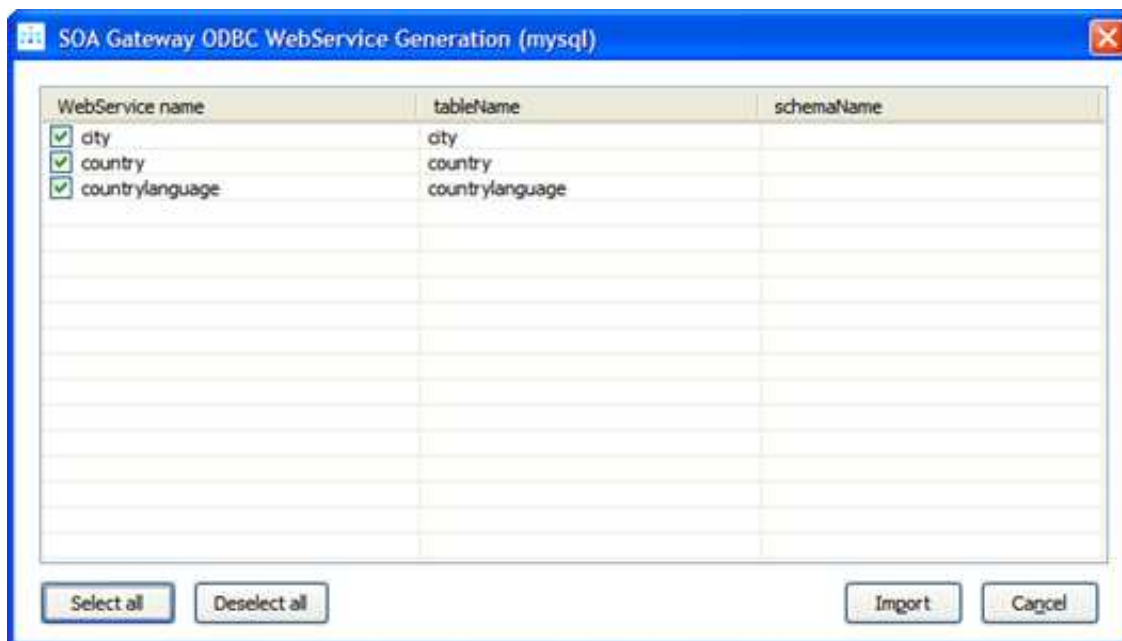 SOA Gateway ODBC WebService Generation (mysql)
WebService name tableName schemaName
city city
country country
countrylanguage countrylanguage
Select all Deselect all Import Cancel